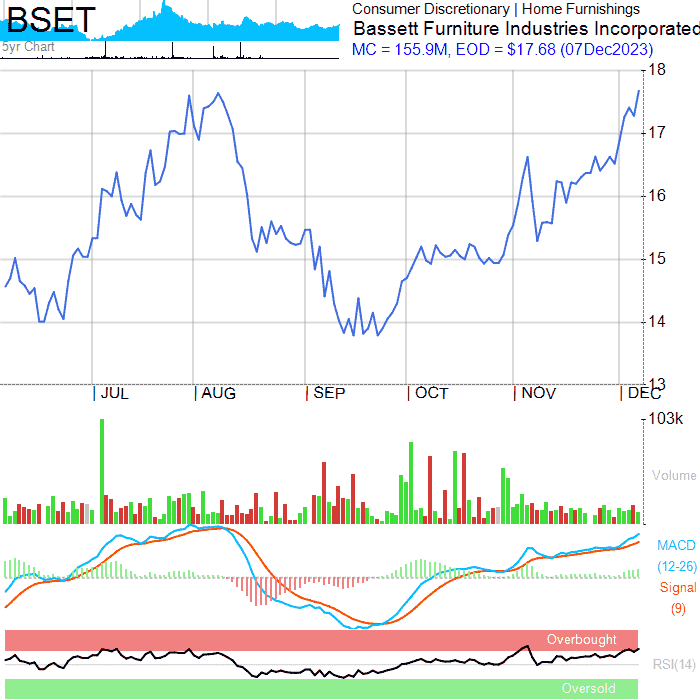 BSET
5yr Chart
Consumer Discretionary | Home Furnishings
Bassett Furniture Industries Incorporated
MC = 155.9M, EOD = $17.68 (07Dec2023)
18
17
16
15
14
13
JUL AUG SEP OCT NOV DEC
103k
Volume
MACD
(12-26)
Signal
(9)
Overbought
RSI(14)
Oversold